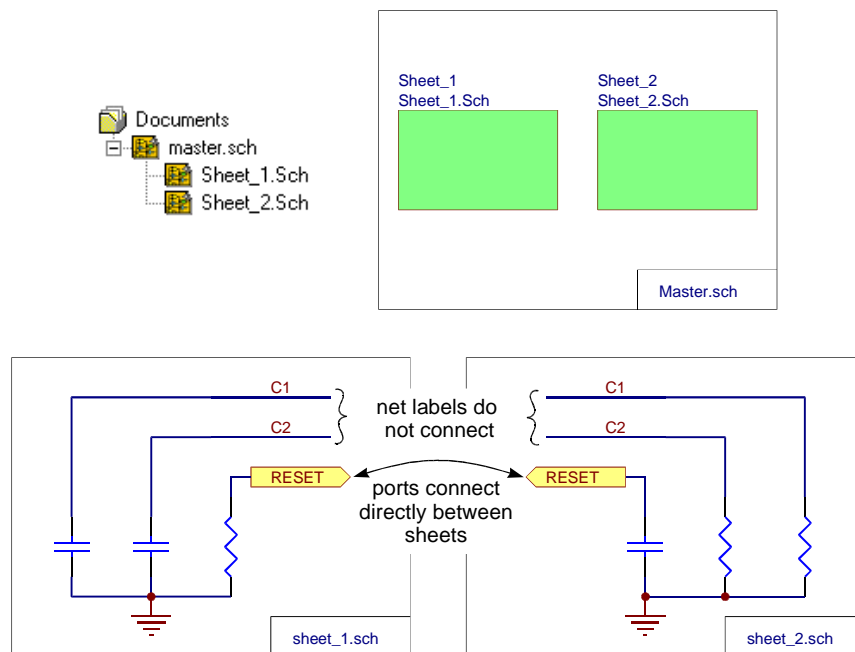 Documents
master.sch
Sheet_1.Sch
Sheet_2.Sch
Sheet_1
Sheet_1.Sch
Sheet_2
Sheet_2.Sch
Master.sch
C1
C2
RESET
sheet_1.sch
net labels do
not connect
ports connect
directly between
sheets
C1
C2
RESET
sheet_2.sch